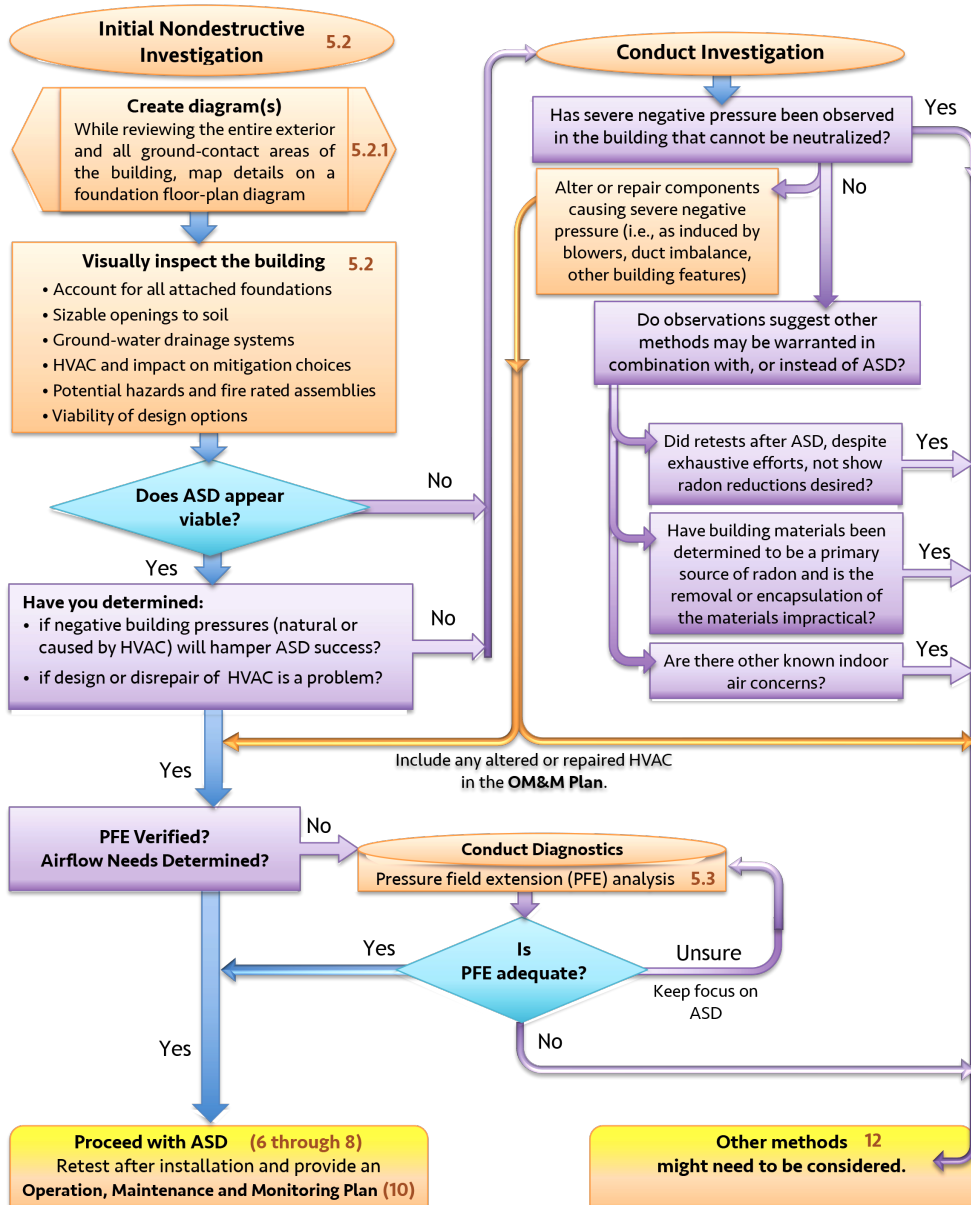 Initial Nondestructive
Investigation 5.2
Create diagram(s)
While reviewing the entire exterior
and all ground-contact areas of
the building, map details on a
foundation floor-plan diagram
5.2.1
Visually inspect the building 5.2
• Account for all attached foundations
• Sizable openings to soil
• Ground-water drainage systems
• HVAC and impact on mitigation choices
• Potential hazards and fire rated assemblies
• Viability of design options
Does ASD appear
viable?
No
Yes
Have you determined:
• if negative building pressures (natural or
caused by HVAC) will hamper ASD success?
• if design or disrepair of HVAC is a problem?
No
Yes
Conduct Investigation
Has severe negative pressure been observed
in the building that cannot be neutralized?
Yes
No
Alter or repair components
causing severe negative
pressure (i.e., as induced by
blowers, duct imbalance,
other building features)
Do observations suggest other
methods may be warranted in
combination with, or instead of ASD?
Did retests after ASD, despite
exhaustive efforts, not show
radon reductions desired?
Yes
Have building materials been
determined to be a primary
source of radon and is the
removal or encapsulation of
the materials impractical?
Yes
Are there other known indoor
air concerns?
Yes
Include any altered or repaired HVAC
in the OM&M Plan.
PFE Verified?
Airflow Needs Determined?
No
Conduct Diagnostics
Pressure field extension (PFE) analysis 5.3
Is
PFE adequate?
Yes
Unsure
Keep focus on
ASD
No
Yes
Proceed with ASD (6 through 8)
Retest after installation and provide an
Operation, Maintenance and Monitoring Plan (10)
Other methods 12
might need to be considered.